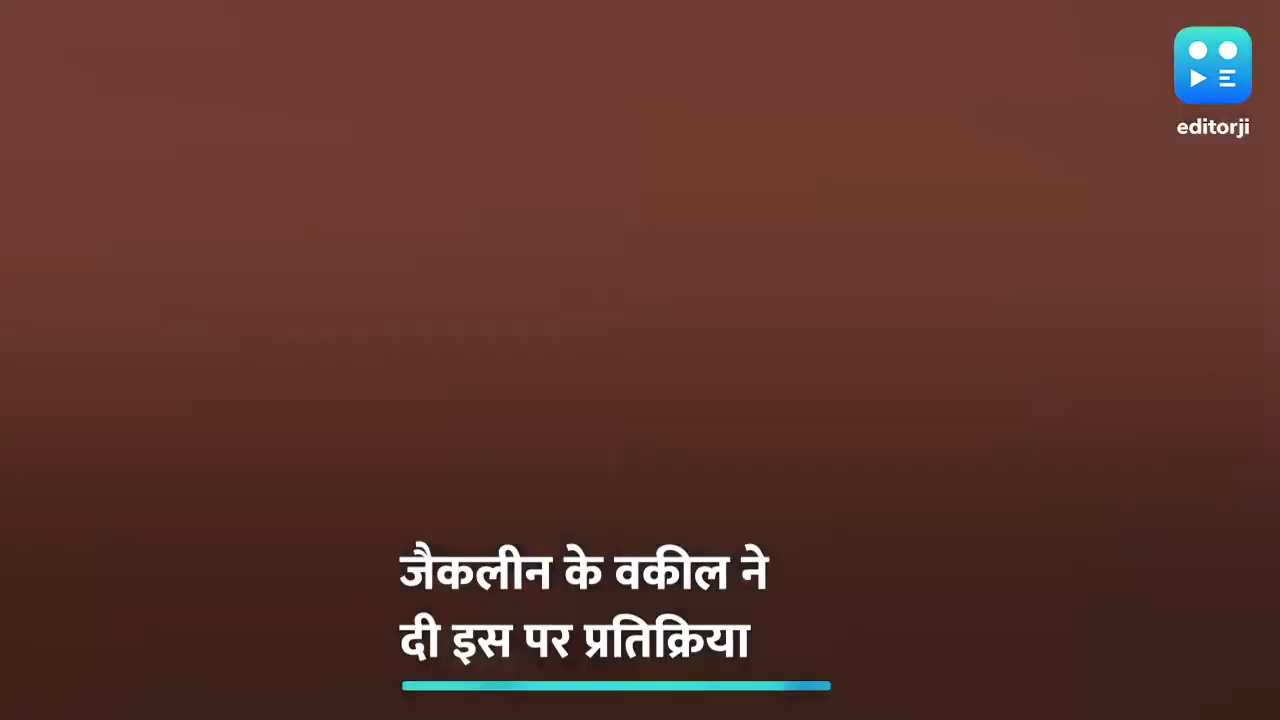 editorji
जैकलीन के वकील ने
दी इस पर प्रतिक्रिया